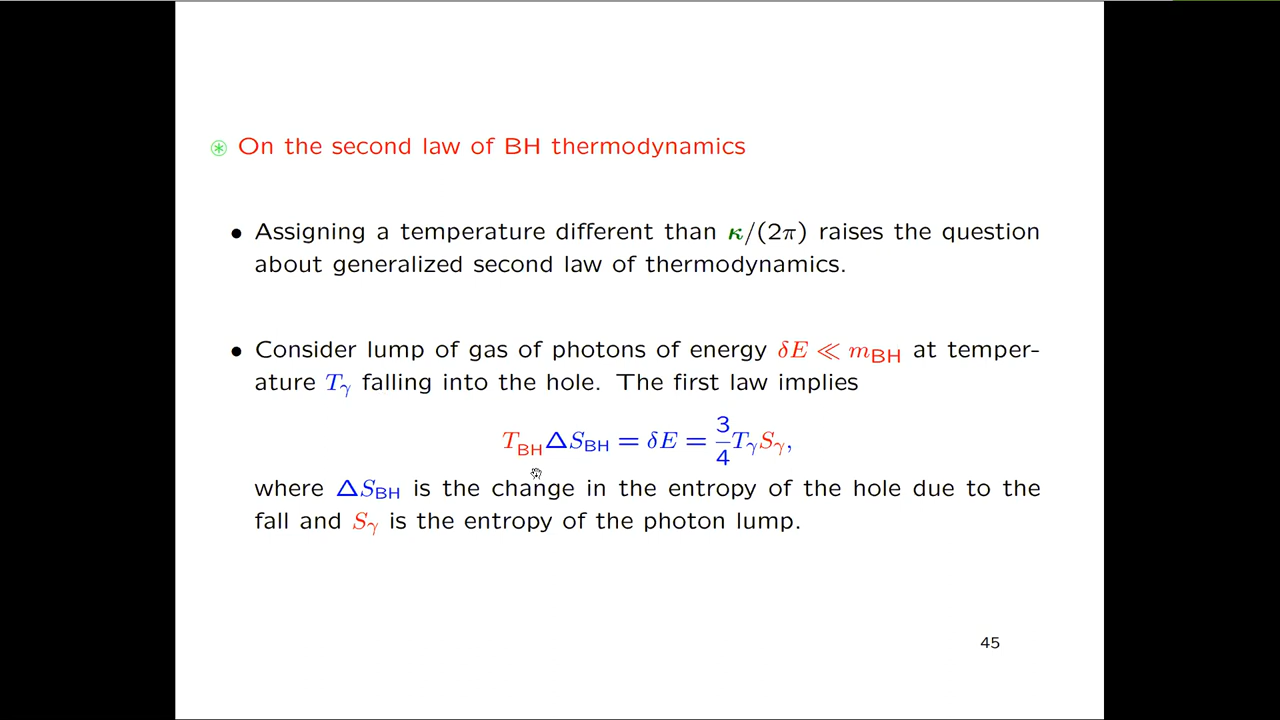 ⊛ On the second law of BH thermodynamics
• Assigning a temperature different than κ/(2π) raises the question
about generalized second law of thermodynamics.
• Consider lump of gas of photons of energy δE ≪ m_BH at temper-
ature T_γ falling into the hole. The first law implies
T_BH ΔS_BH = δE = 3/4 T_γ S_γ,
where ΔS_BH is the change in the entropy of the hole due to the
fall and S_γ is the entropy of the photon lump.
45